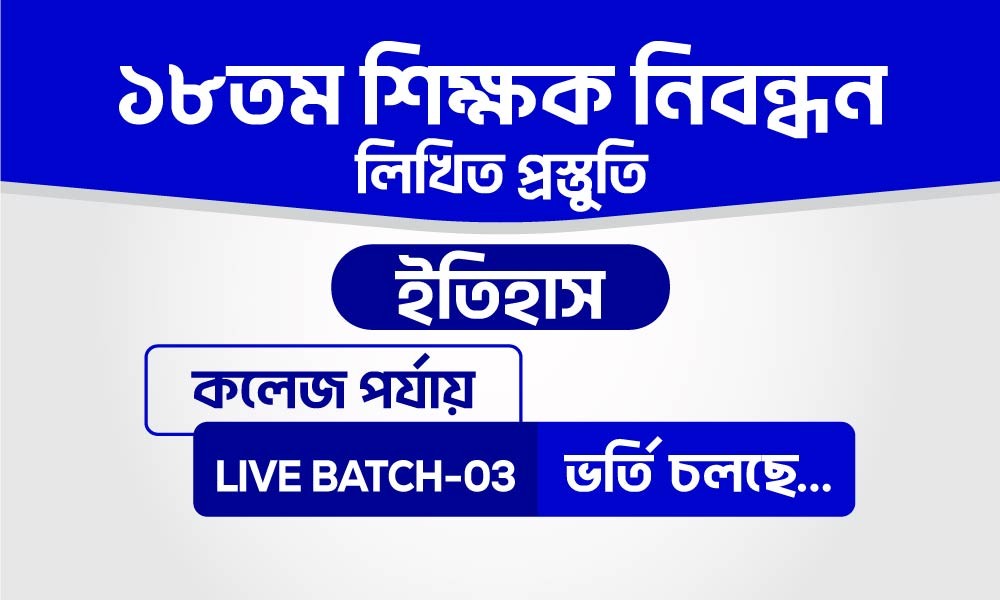 ১৮তম শিক্ষক নিবন্ধন
লিখিত প্রস্তুতি
ইতিহাস
কলেজ পর্যায়
LIVE BATCH-03 ভর্তি চলছে...